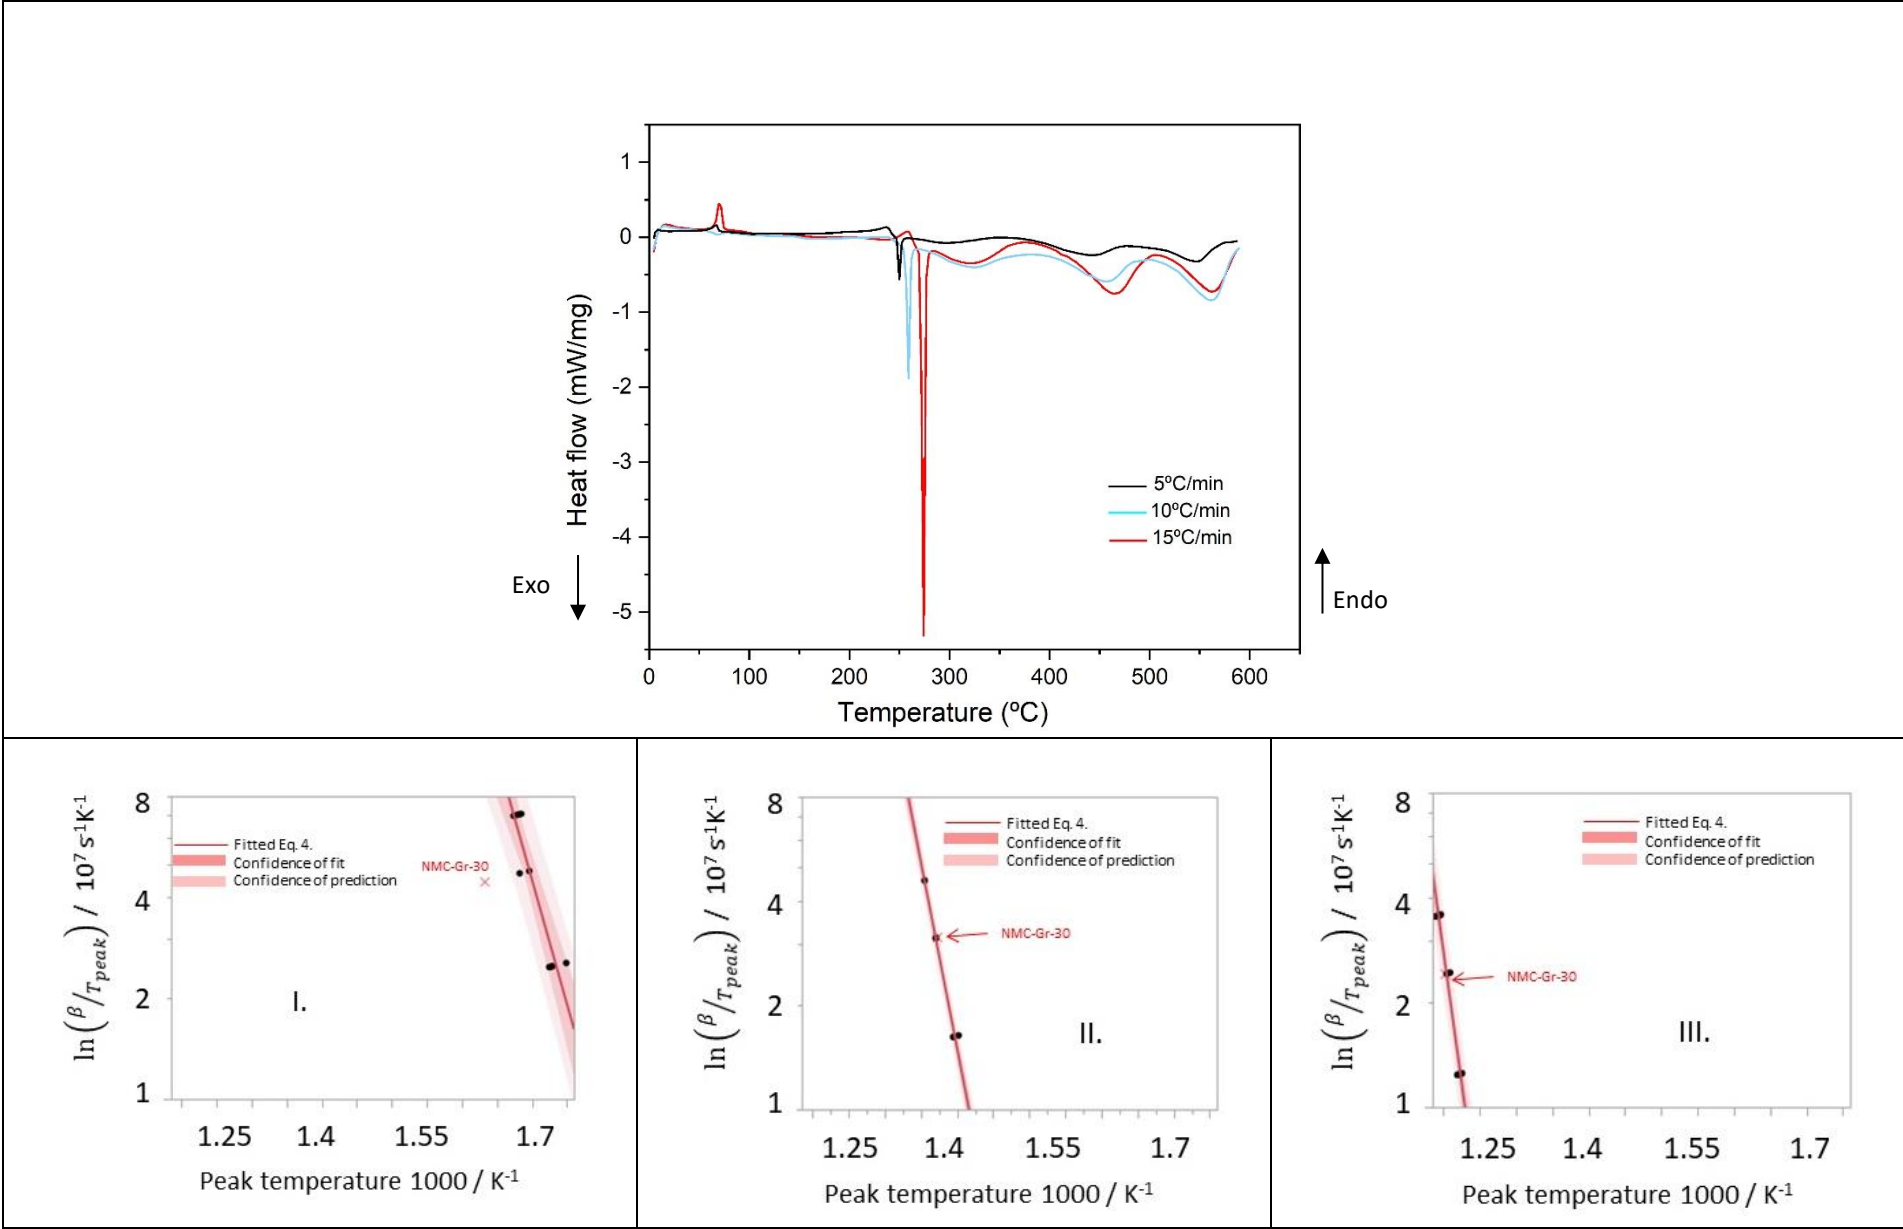 1
0
-1
-2
-3
-4
-5
Heat flow (mW/mg)
5ºC/min
10ºC/min
15ºC/min
Exo
Endo
0 100 200 300 400 500 600
Temperature (ºC)
8
4
2
1
ln(β/Tpeak) / 10⁷ s⁻¹K⁻¹
Fitted Eq. 4.
Confidence of fit
Confidence of prediction
NMC-Gr-30
I.
1.25 1.4 1.55 1.7
Peak temperature 1000 / K⁻¹
8
4
2
1
ln(β/Tpeak) / 10⁷ s⁻¹K⁻¹
Fitted Eq. 4.
Confidence of fit
Confidence of prediction
NMC-Gr-30
II.
1.25 1.4 1.55 1.7
Peak temperature 1000 / K⁻¹
8
4
2
1
ln(β/Tpeak) / 10⁷ s⁻¹K⁻¹
Fitted Eq. 4.
Confidence of fit
Confidence of prediction
NMC-Gr-30
III.
1.25 1.4 1.55 1.7
Peak temperature 1000 / K⁻¹